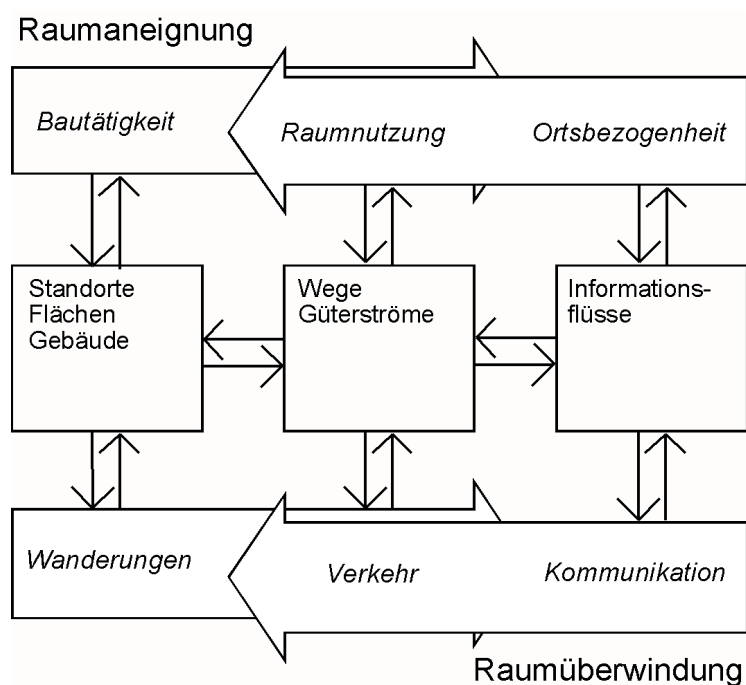 Raumaneignung
Bautätigkeit
Raumnutzung
Ortsbezogenheit
Standorte
Flächen
Gebäude
Wege
Güterströme
Informations-
flüsse
Wanderungen
Verkehr
Kommunikation
Raumüberwindung